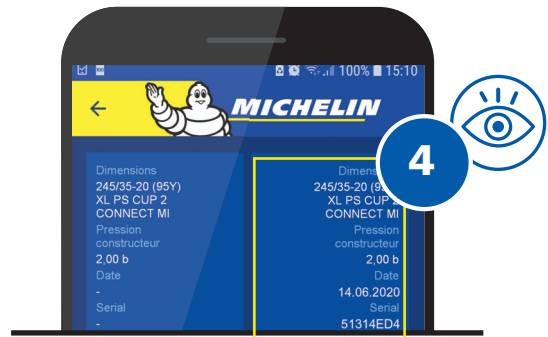 100% 15:10
MICHELIN
4
Dimensions
245/35-20 (95Y)
XL PS CUP 2
CONNECT MI
Pression
constructeur
2,00 b
Date
-
Serial
-
245/35-20
XL PS CUP 2
CONNECT MI
Pression
constructeur
2,00 b
Date
14.06.2020
Serial
51314ED4